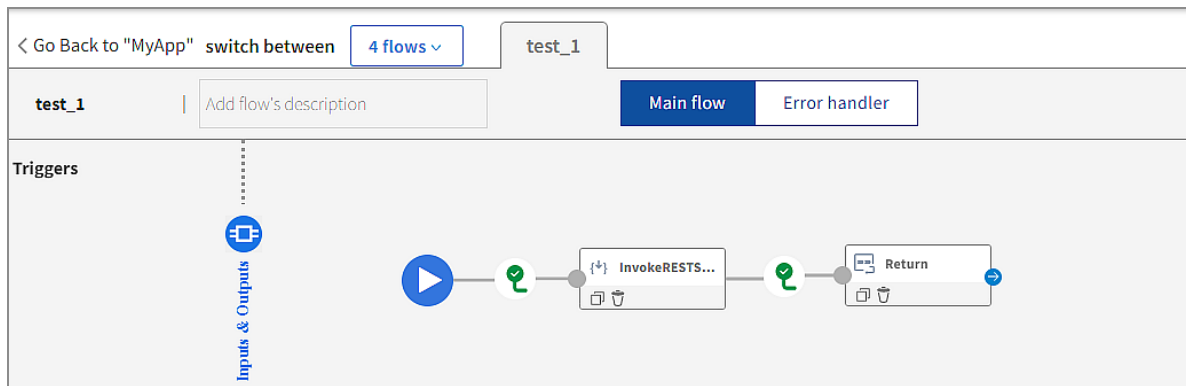 Go Back to "MyApp" switch between 4 flows test_1
test_1 Add flow's description Main flow Error handler
Triggers
Inputs & Outputs
InvokeRESTS... Return